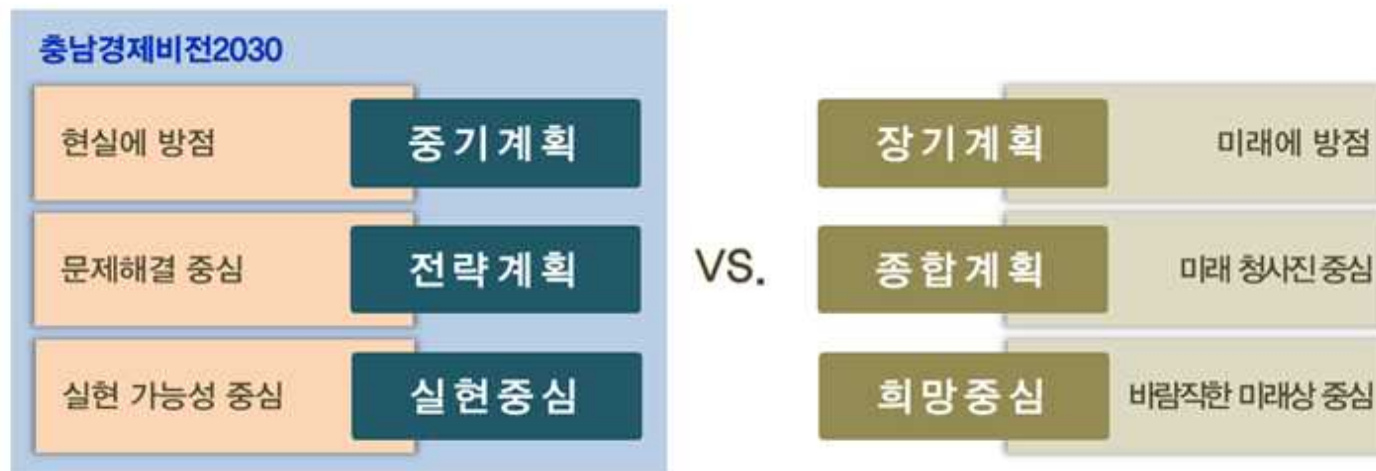 충남경제비전2030
현실에 방점 중기계획
문제해결 중심 전략계획
실현 가능성 중심 실현중심
VS.
장기계획 미래에 방점
종합계획 미래 청사진 중심
희망중심 바람직한 미래상 중심